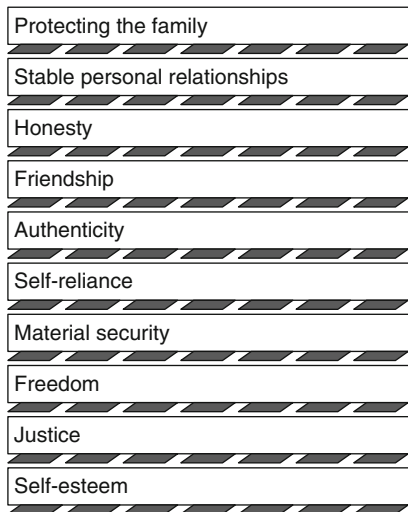 Protecting the family
Stable personal relationships
Honesty
Friendship
Authenticity
Self-reliance
Material security
Freedom
Justice
Self-esteem